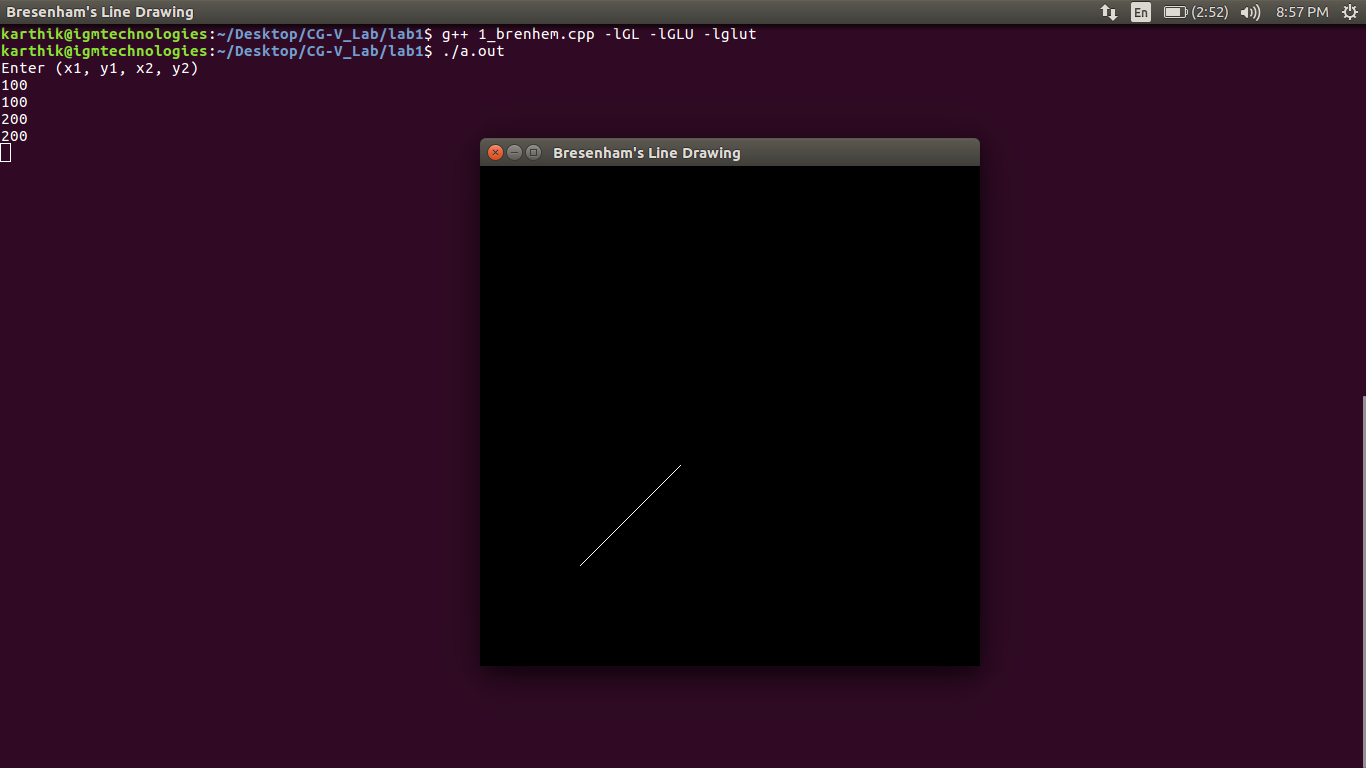 Bresenham's Line Drawing En (2:52) 8:57 PM
karthik@igmtechnologies:~/Desktop/CG-V_Lab/lab1$ g++ 1_brenhem.cpp -lGL -lGLU -lglut
karthik@igmtechnologies:~/Desktop/CG-V_Lab/lab1$ ./a.out
Enter (x1, y1, x2, y2)
100
100
200
200
Bresenham's Line Drawing